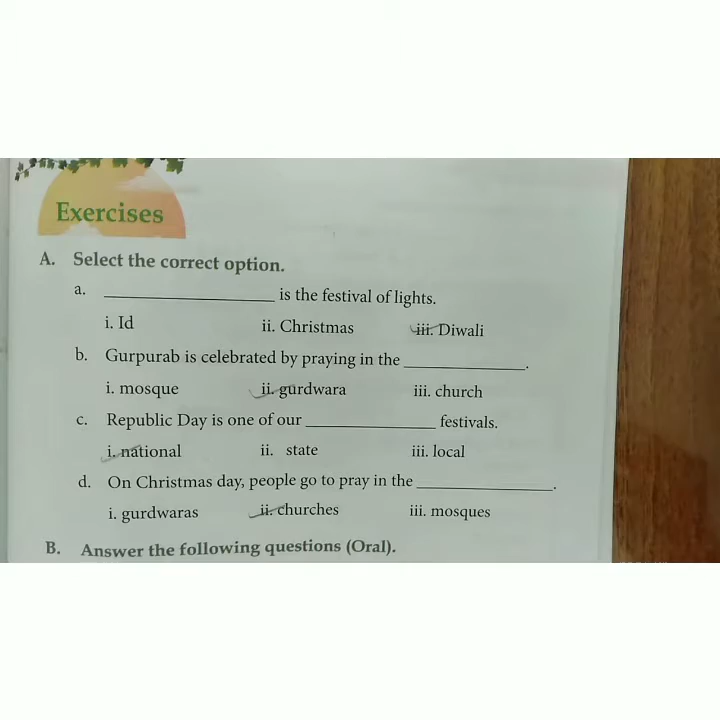 Exercises
A. Select the correct option.
a. ____________________ is the festival of lights.
i. Id ii. Christmas iii. Diwali
b. Gurpurab is celebrated by praying in the ______________.
i. mosque ii. gurdwara iii. church
c. Republic Day is one of our _______________ festivals.
i. national ii. state iii. local
d. On Christmas day, people go to pray in the ________________.
i. gurdwaras ii. churches iii. mosques
B. Answer the following questions (Oral).